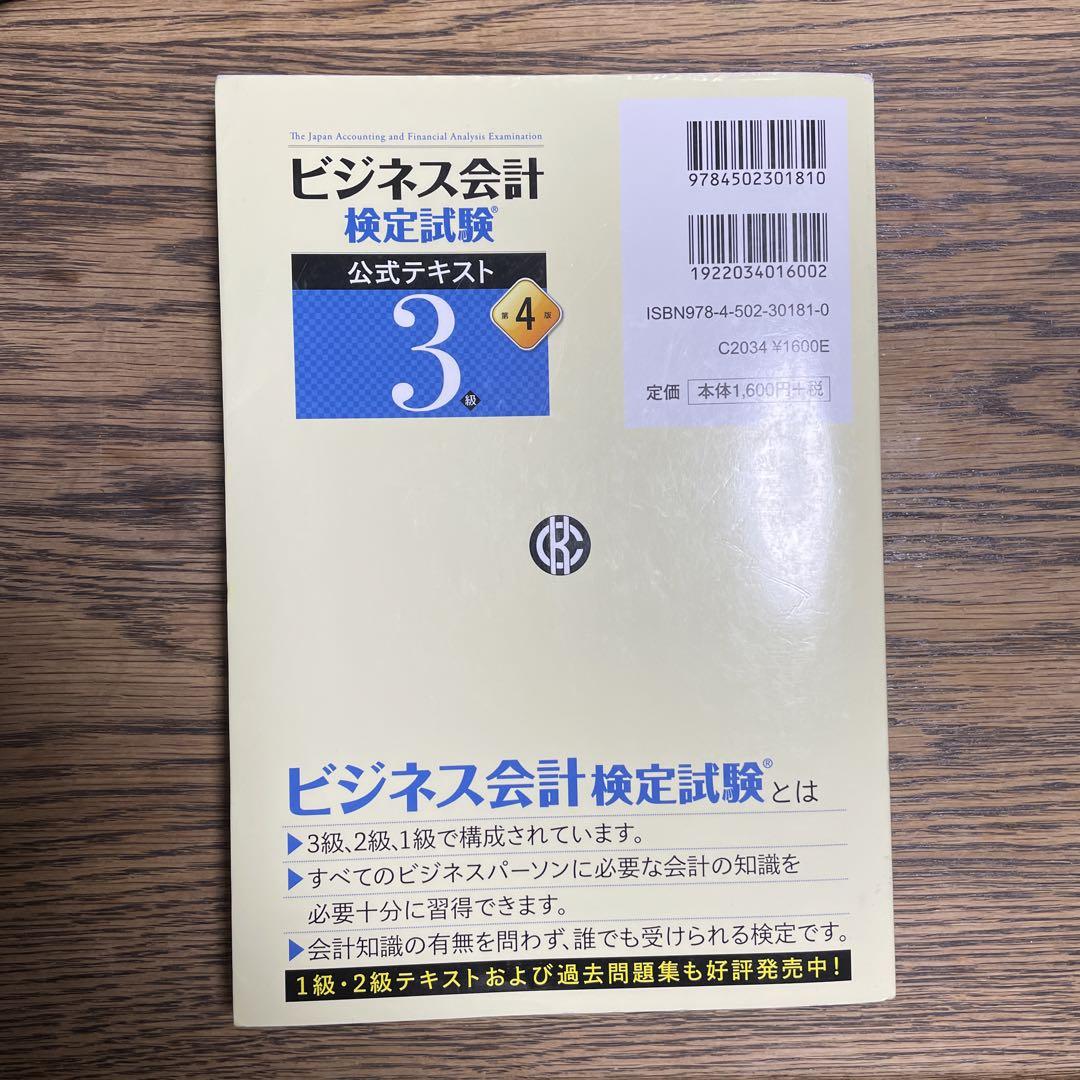 The Japan Accounting and Financial Analysis Examination
ビジネス会計
検定試験®
公式テキスト
3級
第4版
9784502301810
1922034016002
ISBN978-4-502-30181-0
C2034 ¥1600E
定価 本体1,600円+税
ビジネス会計検定試験®とは
▶3級、2級、1級で構成されています。
▶すべてのビジネスパーソンに必要な会計の知識を
必要十分に習得できます。
▶会計知識の有無を問わず、誰でも受けられる検定です。
1級・2級テキストおよび過去問題集も好評発売中!